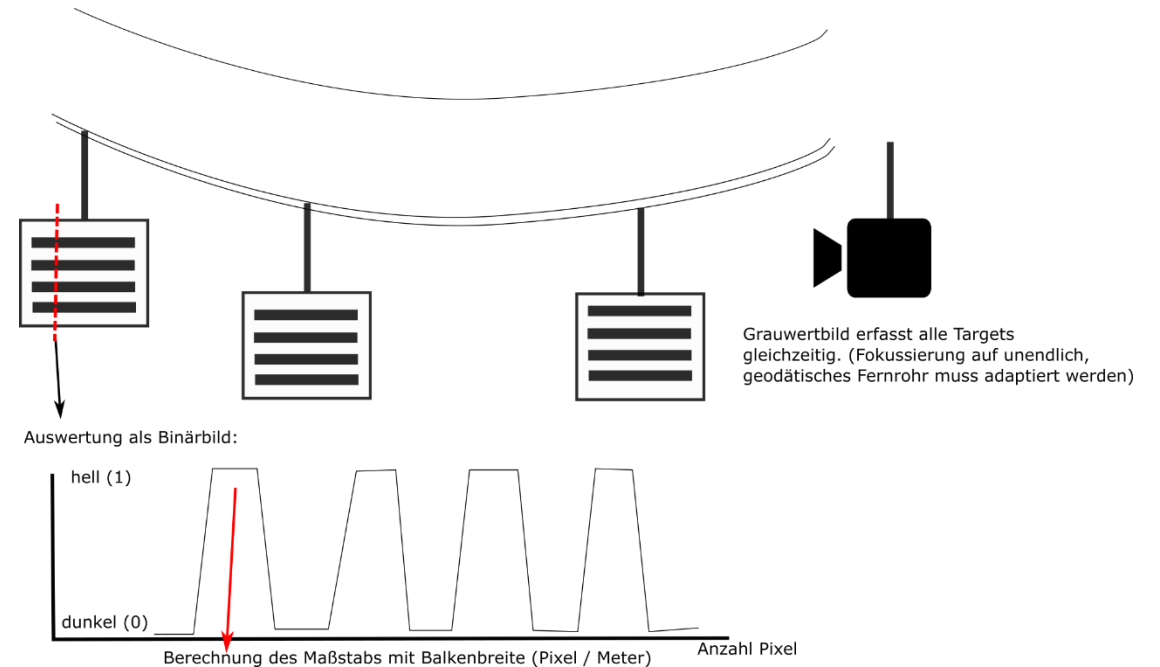 Grauwertbild erfasst alle Targets
gleichzeitig. (Fokussierung auf unendlich,
geodätisches Fernrohr muss adaptiert werden)
Auswertung als Binärbild:
hell (1)
dunkel (0)
Anzahl Pixel
Berechnung des Maßstabs mit Balkenbreite (Pixel / Meter)